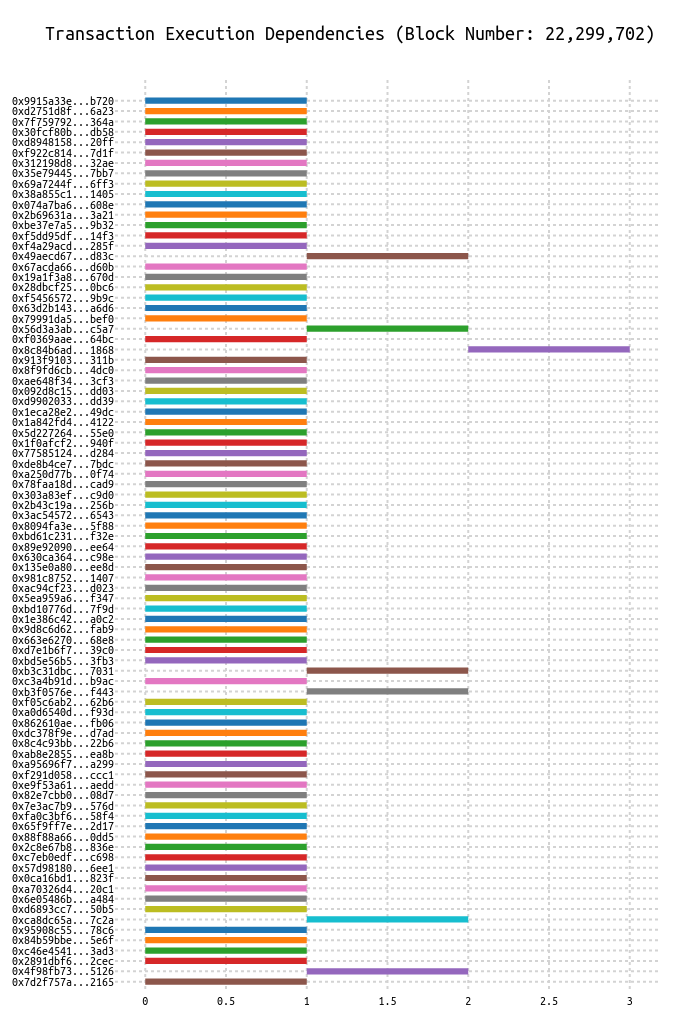 Transaction Execution Dependencies (Block Number: 22,299,702)
0x9915a33e...b720
0xd2751d8f...6a23
0x7f759792...364a
0x30fcf80b...db58
0xd8948158...20ff
0xf922c814...7d1f
0x312198d8...32ae
0x35e79445...7bb7
0x69a7244f...6ff3
0x38a855c1...1405
0x074a7ba6...608e
0x2b69631a...3a21
0xbe37e7a5...9b32
0xf5dd95df...14f3
0xf4a29acd...285f
0x49aecd67...d83c
0x67acda66...d60b
0x19a1f3a8...670d
0x28dbcf25...0bc6
0xf5456572...9b9c
0x63d2b143...a6d6
0x79991da5...bef0
0x56d3a3ab...c5a7
0xf0369aae...64bc
0x8c84b6ad...1868
0x913f9103...311b
0x8f9fd6cb...4dc0
0xae648f34...3cf3
0x092d8c15...dd03
0xd9902033...dd39
0x1eca28e2...49dc
0x1a842fd4...4122
0x5d227264...55e0
0x1f0afcf2...940f
0x77585124...d284
0xde8b4ce7...7bdc
0xa250d77b...0f74
0x78faa18d...cad9
0x303a83ef...c9d0
0x2b43c19a...256b
0x3ac54572...6543
0x8094fa3e...5f88
0xbd61c231...f32e
0x89e92090...ee64
0x630ca364...c98e
0x135e0a80...ee8d
0x981c8752...1407
0xac94cf23...d023
0x5ea959a6...f347
0xbd10776d...7f9d
0x1e386c42...a0c2
0x9d8c6d62...fab9
0x663e6270...68e8
0xd7e1b6f7...39c0
0xbd5e56b5...3fb3
0xb3c31dbc...7031
0xc3a4b91d...b9ac
0xb3f0576e...f443
0xf05c6ab2...62b6
0xa0d6540d...f93d
0x862610ae...fb06
0xdc378f9e...d7ad
0x8c4c93bb...22b6
0xab8e2855...ea8b
0xa95696f7...a299
0xf291d058...ccc1
0xe9f53a61...aedd
0x82e7cbb0...08d7
0x7e3ac7b9...576d
0xfa0c3bf6...58f4
0x65f9ff7e...2d17
0x88f88a66...0dd5
0x2c8e67b8...836e
0xc7eb0edf...c698
0x57d98180...6ee1
0x0ca16bd1...823f
0xa70326d4...20c1
0x6e05486b...a484
0xd6893cc7...50b5
0xca8dc65a...7c2a
0x95908c55...78c6
0x84b59bbe...5e6f
0xc46e4541...3ad3
0x2891dbf6...2cec
0x4f98fb73...5126
0x7d2f757a...2165
0 0.5 1 1.5 2 2.5 3